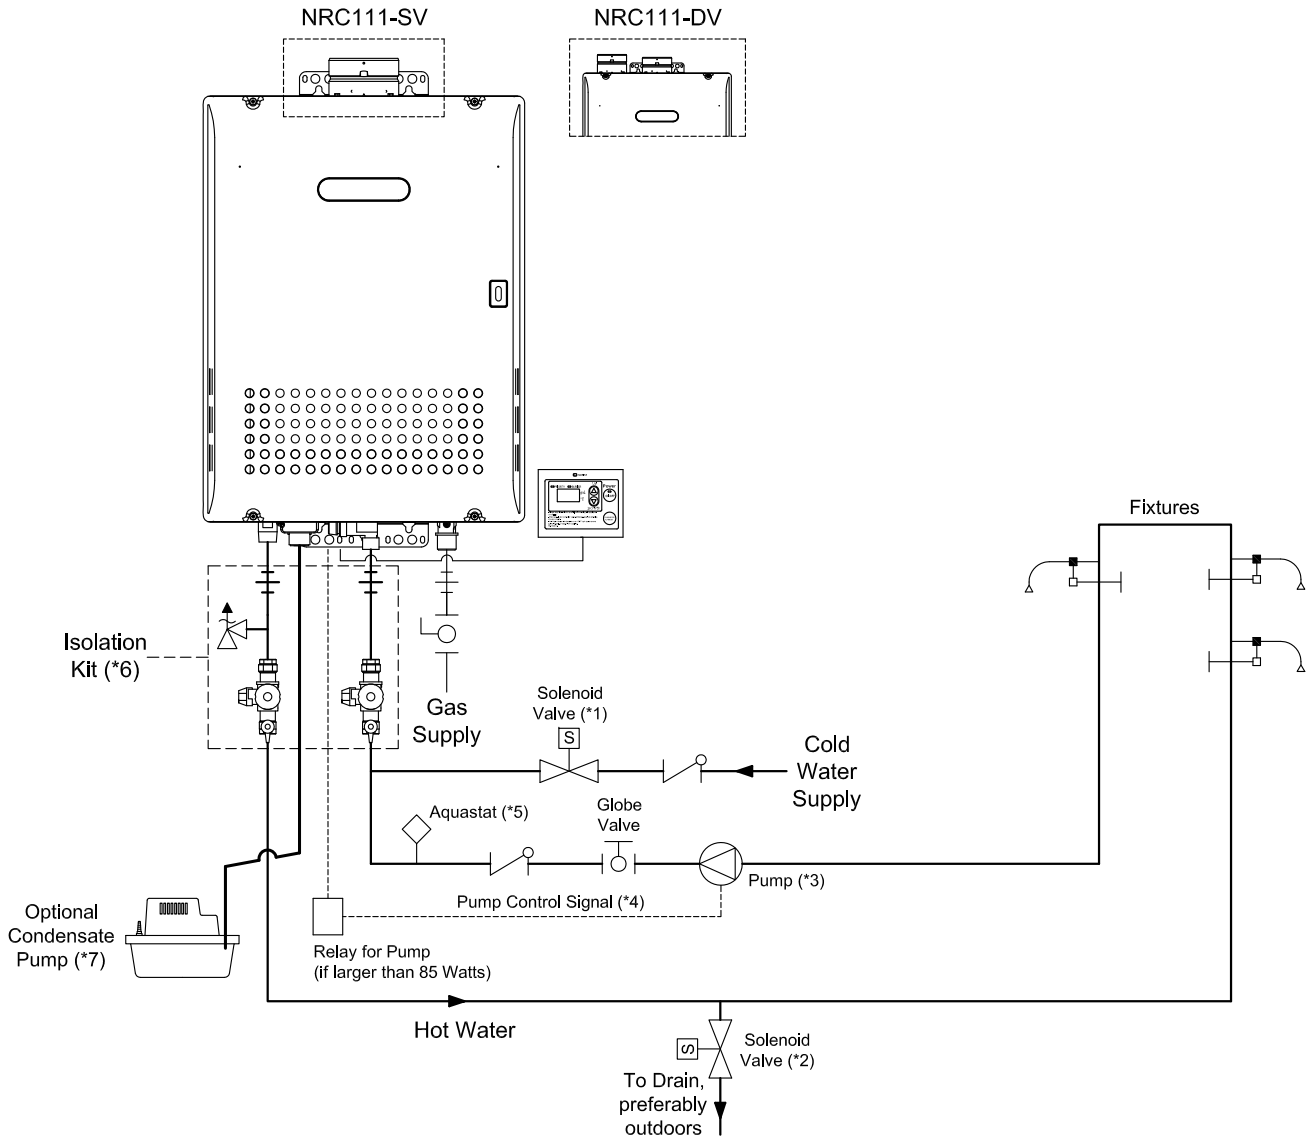 NRC111-SV
NRC111-DV
Power
Fixtures
Isolation
Kit (*6)
Gas
Supply
Solenoid
Valve (*1)
S
Cold
Water
Supply
Aquastat (*5)
Globe
Valve
Pump (*3)
Pump Control Signal (*4)
Optional
Condensate
Pump (*7)
Relay for Pump
(if larger than 85 Watts)
Hot Water
S
Solenoid
Valve (*2)
To Drain,
preferably
outdoors